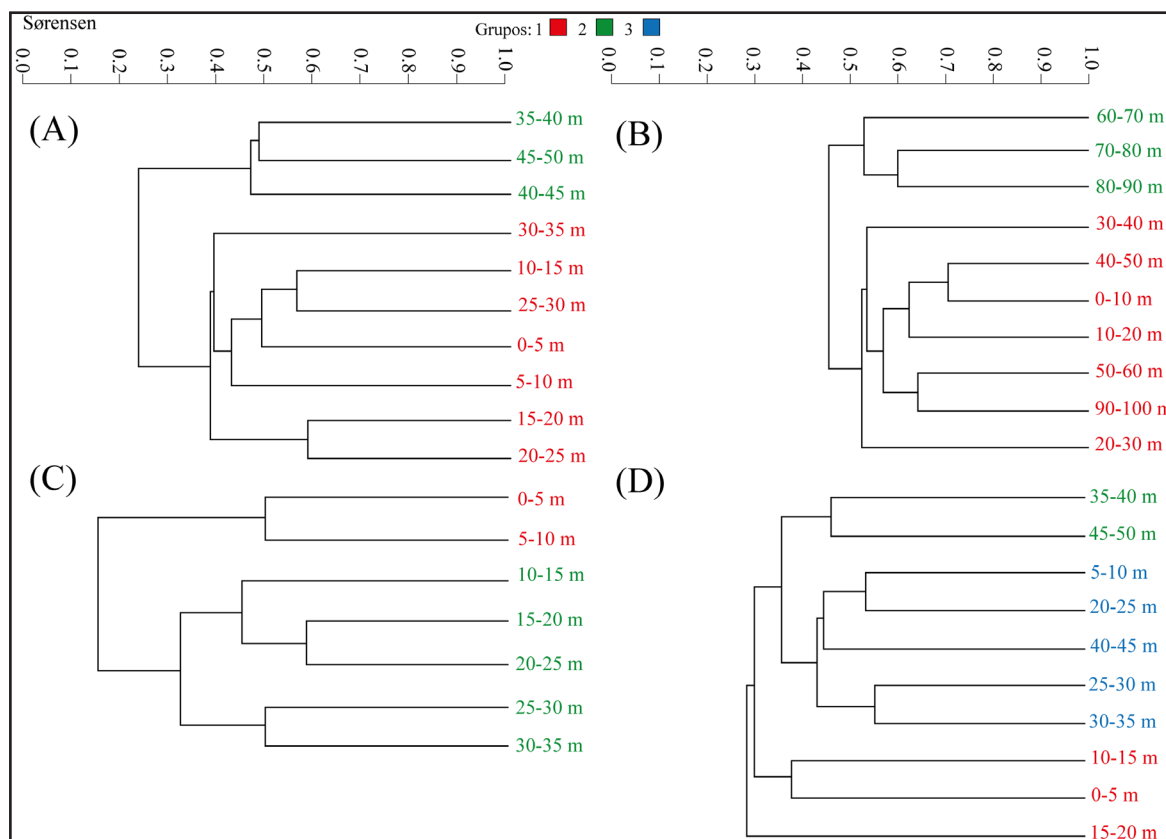 Sørensen
Grupos: 1 2 3
0.0 0.1 0.2 0.3 0.4 0.5 0.6 0.7 0.8 0.9 1.0
0.0 0.1 0.2 0.3 0.4 0.5 0.6 0.7 0.8 0.9 1.0
(A)
35-40 m
45-50 m
40-45 m
30-35 m
10-15 m
25-30 m
0-5 m
5-10 m
15-20 m
20-25 m
(B)
60-70 m
70-80 m
80-90 m
30-40 m
40-50 m
0-10 m
10-20 m
50-60 m
90-100 m
20-30 m
(C)
0-5 m
5-10 m
10-15 m
15-20 m
20-25 m
25-30 m
30-35 m
(D)
35-40 m
45-50 m
5-10 m
20-25 m
40-45 m
25-30 m
30-35 m
10-15 m
0-5 m
15-20 m